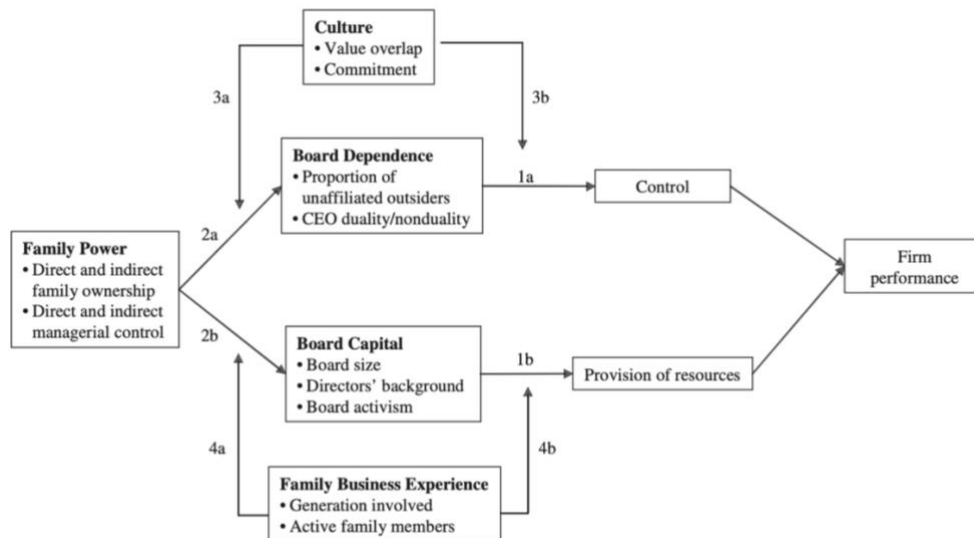 Culture
• Value overlap
• Commitment
3a
3b
Board Dependence
• Proportion of
unaffiliated outsiders
• CEO duality/nonduality
1a
Control
2a
Family Power
• Direct and indirect
family ownership
• Direct and indirect
managerial control
Firm
performance
2b
Board Capital
• Board size
• Directors’ background
• Board activism
1b
Provision of resources
4a
4b
Family Business Experience
• Generation involved
• Active family members